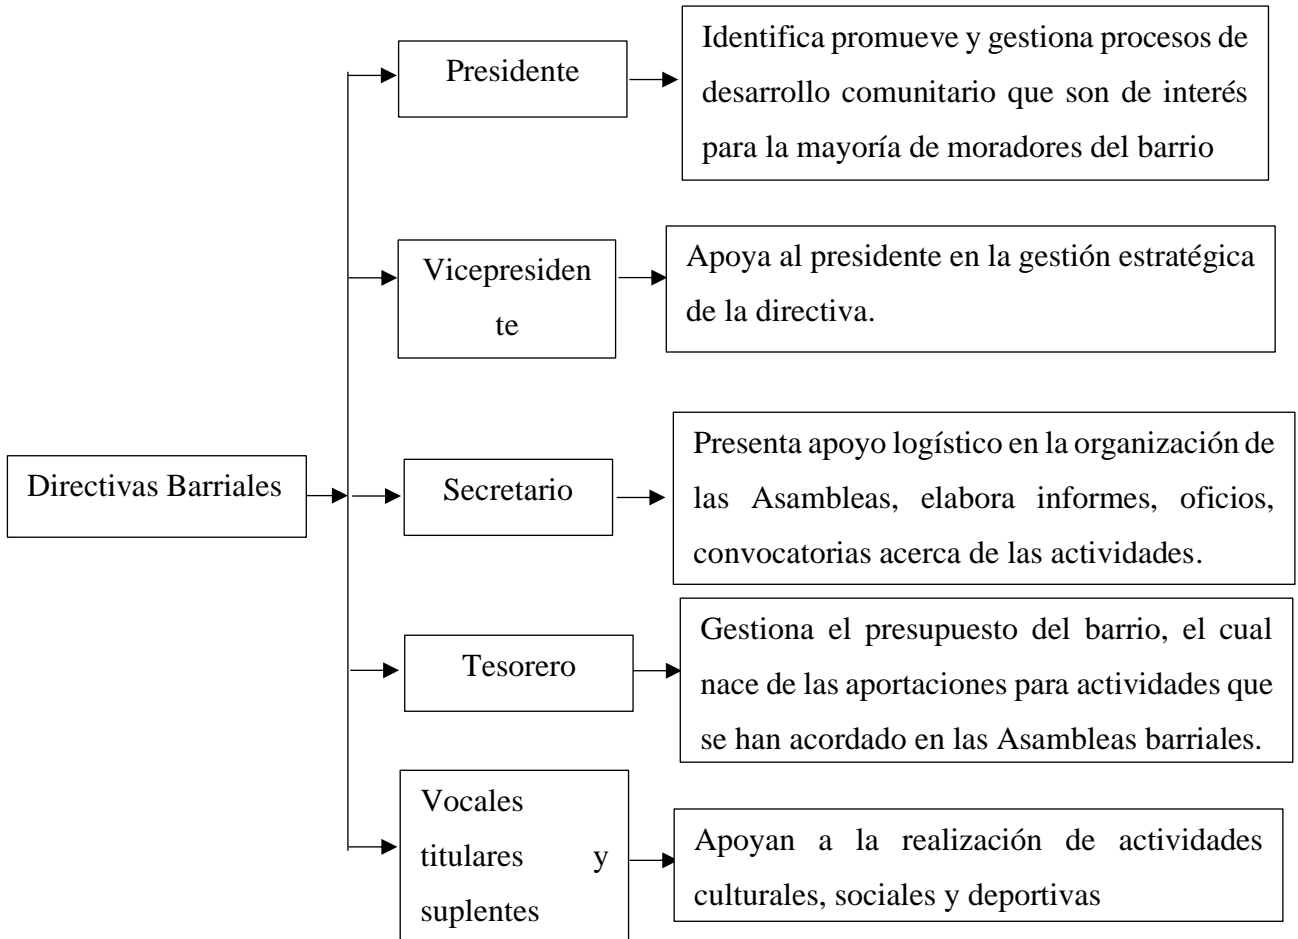 Directivas Barriales
Presidente
Identifica promueve y gestiona procesos de
desarrollo comunitario que son de interés
para la mayoría de moradores del barrio
Vicepresiden
te
Apoya al presidente en la gestión estratégica
de la directiva.
Secretario
Presenta apoyo logístico en la organización de
las Asambleas, elabora informes, oficios,
convocatorias acerca de las actividades.
Tesorero
Gestiona el presupuesto del barrio, el cual
nace de las aportaciones para actividades que
se han acordado en las Asambleas barriales.
Vocales
titulares y
suplentes
Apoyan a la realización de actividades
culturales, sociales y deportivas